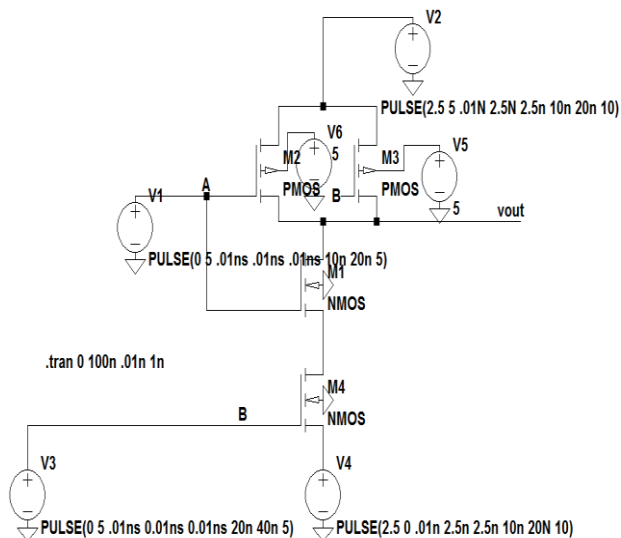 V2
PULSE(2.5 5 .01N 2.5N 2.5n 10n 20n 10)
V6
5
M2
PMOS
M3
PMOS
V5
5
B
A
V1
PULSE(0 5 .01ns .01ns .01ns 10n 20n 5)
vout
M1
NMOS
.tran 0 100n .01n 1n
M4
NMOS
B
V3
PULSE(0 5 .01ns 0.01ns 0.01ns 20n 40n 5)
V4
PULSE(2.5 0 .01n 2.5n 2.5n 10n 20N 10)